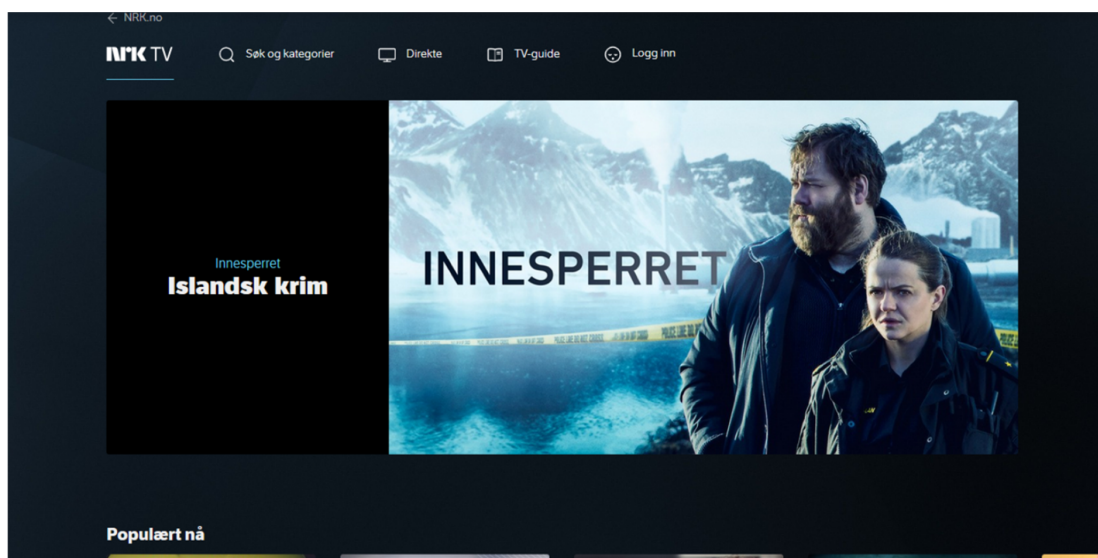 ← NRK.no
NRK TV
Søk og kategorier
Direkte
TV-guide
Logg inn
Innesperret
Islandsk krim
INNESPERRET
Populært nå